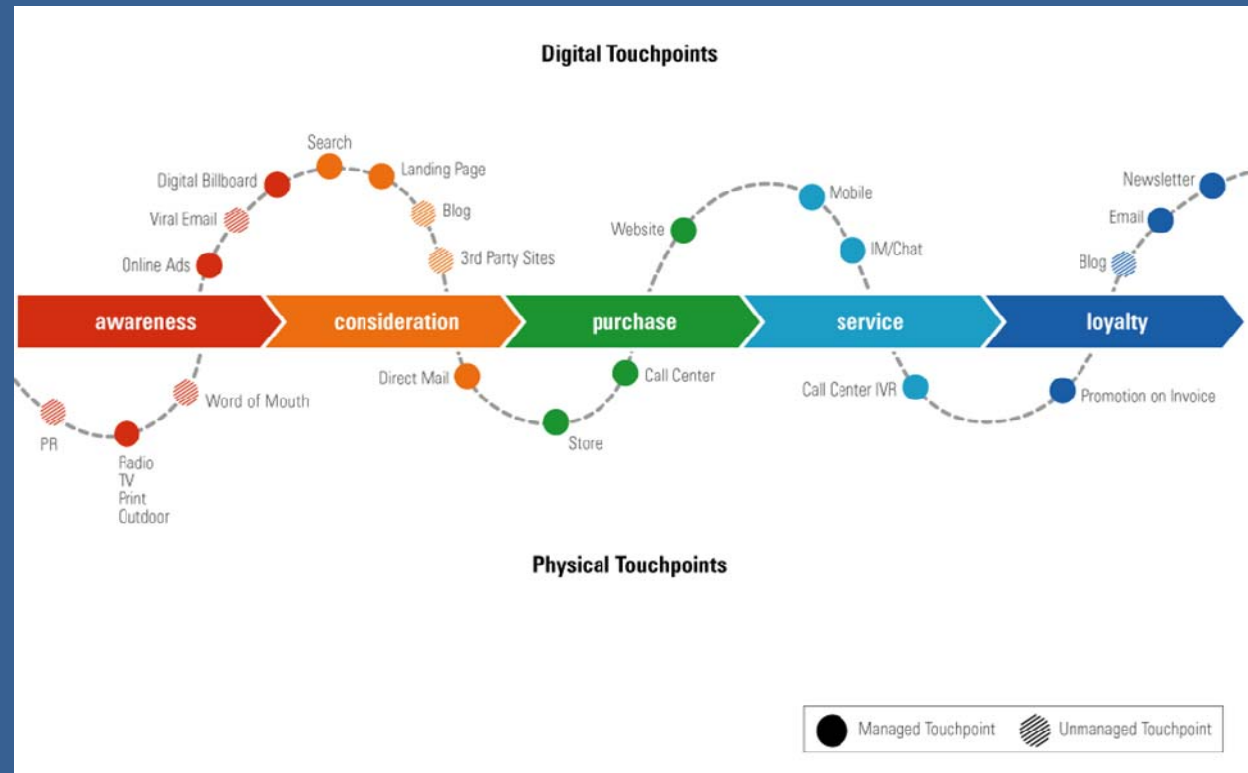 Digital Touchpoints
Search
Landing Page
Digital Billboard
Blog
Viral Email
3rd Party Sites
Online Ads
Website
Mobile
IM/Chat
Newsletter
Email
Blog
awareness
consideration
purchase
service
loyalty
PR
Radio
TV
Print
Outdoor
Word of Mouth
Direct Mail
Store
Call Center
Call Center IVR
Promotion on Invoice
Physical Touchpoints
Managed Touchpoint
Unmanaged Touchpoint